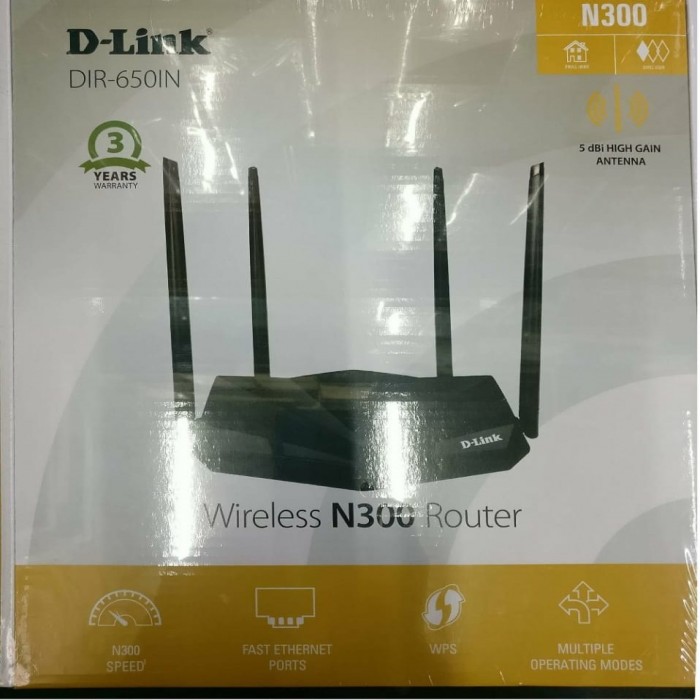 D-Link
DIR-650IN
N300
5 dBi HIGH GAIN
ANTENNA
3
YEARS
WARRANTY
D-Link
Wireless N300 Router
N300
SPEED
FAST ETHERNET
PORTS
WPS
MULTIPLE
OPERATING MODES